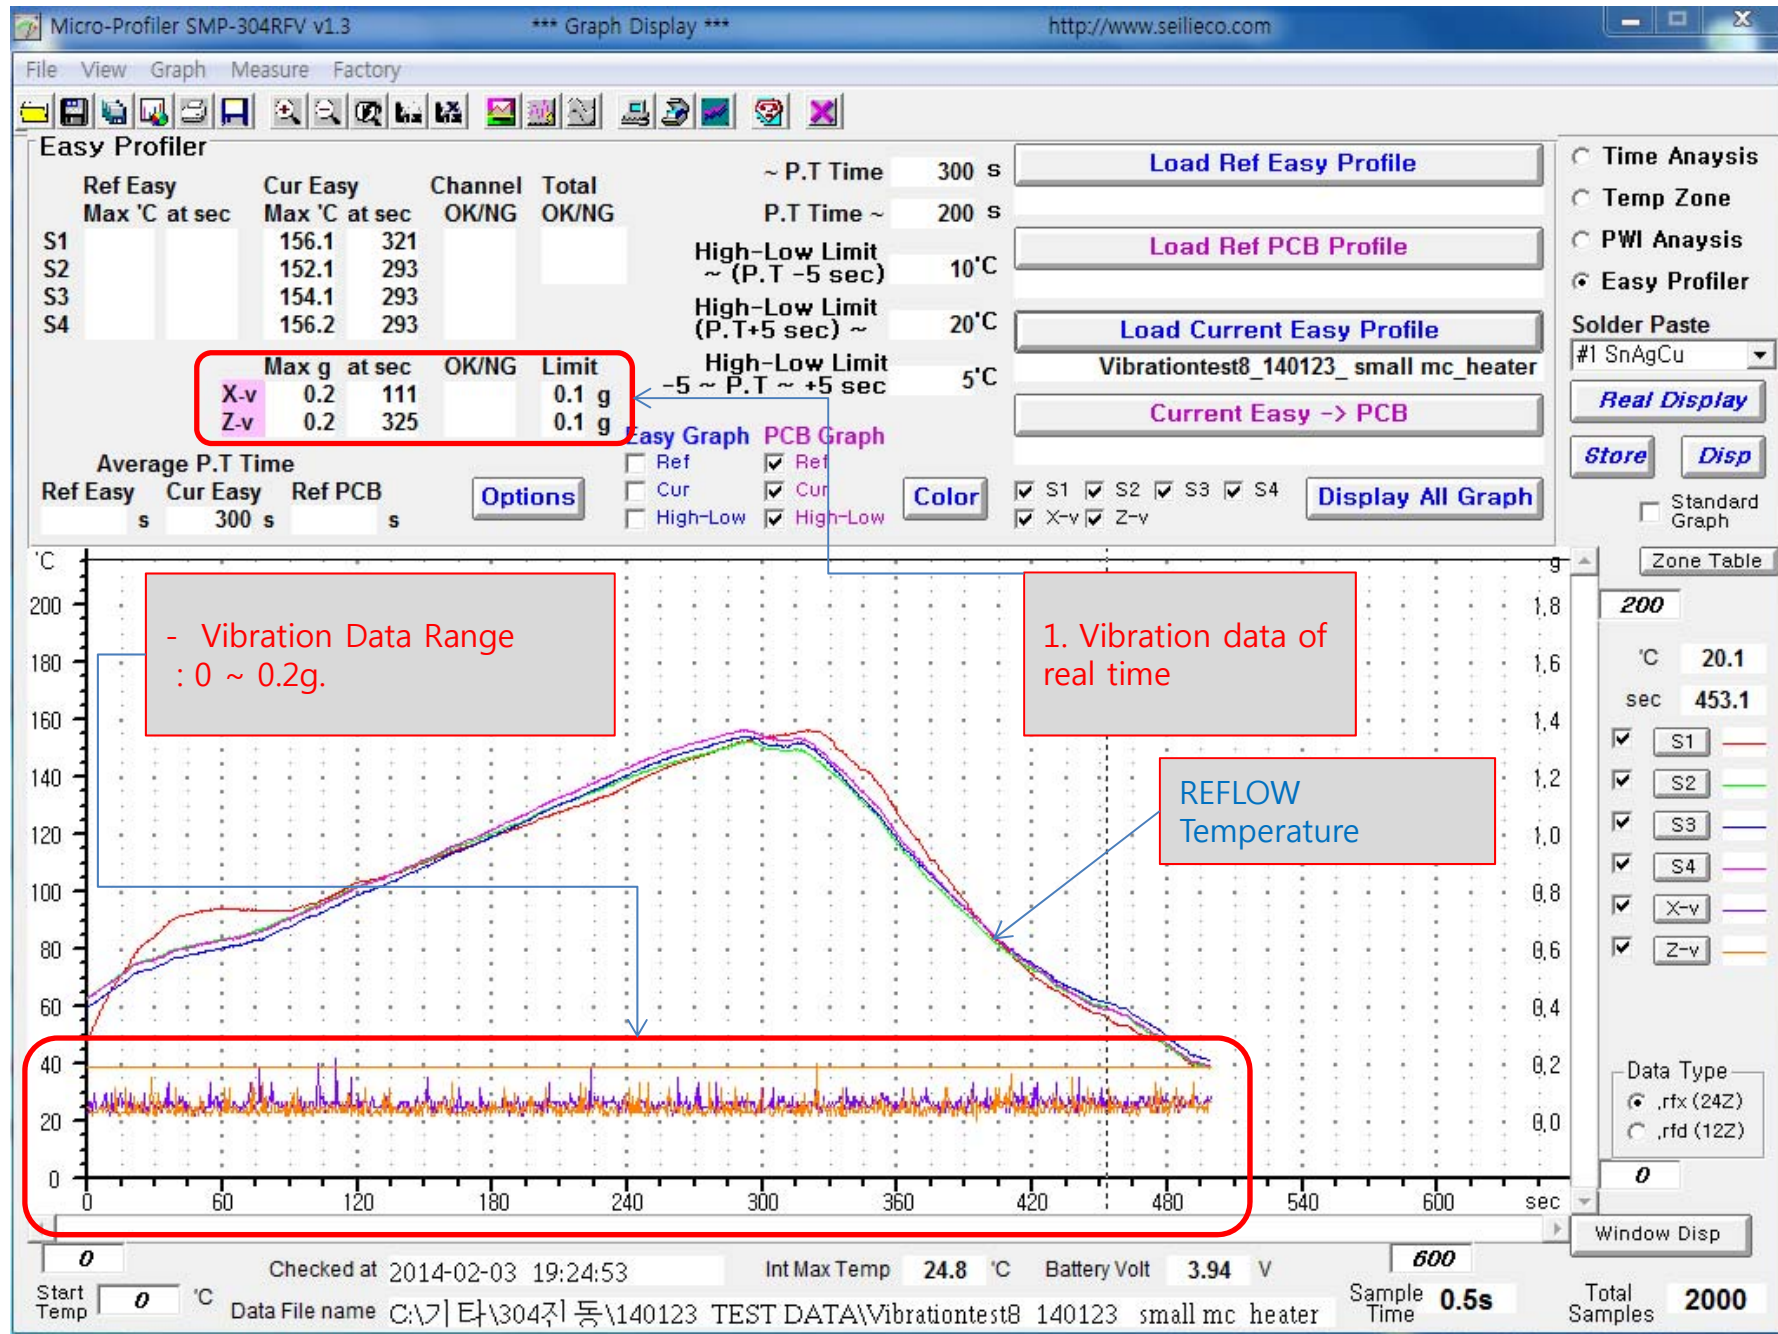 Micro-Profiler SMP-304RFV v1.3 *** Graph Display *** http://www.seilieco.com
File View Graph Measure Factory
Easy Profiler
Ref Easy Cur Easy Channel Total
Max 'C at sec Max 'C at sec OK/NG OK/NG
S1 156.1 321
S2 152.1 293
S3 154.1 293
S4 156.2 293
Max g at sec OK/NG Limit
X-v 0.2 111 0.1 g
Z-v 0.2 325 0.1 g
Average P.T Time
Ref Easy Cur Easy Ref PCB
s 300 s s
Options
~ P.T Time 300 s
P.T Time ~ 200 s
High-Low Limit
~ (P.T -5 sec) 10'C
High-Low Limit
(P.T+5 sec) ~ 20'C
High-Low Limit
-5 ~ P.T ~ +5 sec 5'C
Easy Graph PCB Graph
Ref Ref
Cur Cur
High-Low High-Low
Color
Load Ref Easy Profile
Load Ref PCB Profile
Load Current Easy Profile
Vibrationtest8_140123_ small mc_heater
Current Easy -> PCB
S1 S2 S3 S4
X-v Z-v
Display All Graph
Time Anaysis
Temp Zone
PWI Anaysis
Easy Profiler
Solder Paste
#1 SnAgCu
Real Display
Store Disp
Standard
Graph
Zone Table
'C g
200 1.8
180 1.6
160 1.4
140 1.2
120 1.0
100 0.8
80 0.6
60 0.4
40 0.2
20 0.0
0
0 60 120 180 240 300 360 420 480 540 600 sec
- Vibration Data Range
: 0 ~ 0.2g.
1. Vibration data of
real time
REFLOW
Temperature
200
'C 20.1
sec 453.1
S1
S2
S3
S4
X-v
Z-v
Data Type
.rfx (24Z)
.rfd (12Z)
0
Window Disp
0
Start
Temp 0 'C
Checked at 2014-02-03 19:24:53 Int Max Temp 24.8 'C Battery Volt 3.94 V
600
Data File name C:\기타\304진동\140123 TEST DATA\Vibrationtest8 140123 small mc heater
Sample
Time 0.5s
Total
Samples 2000